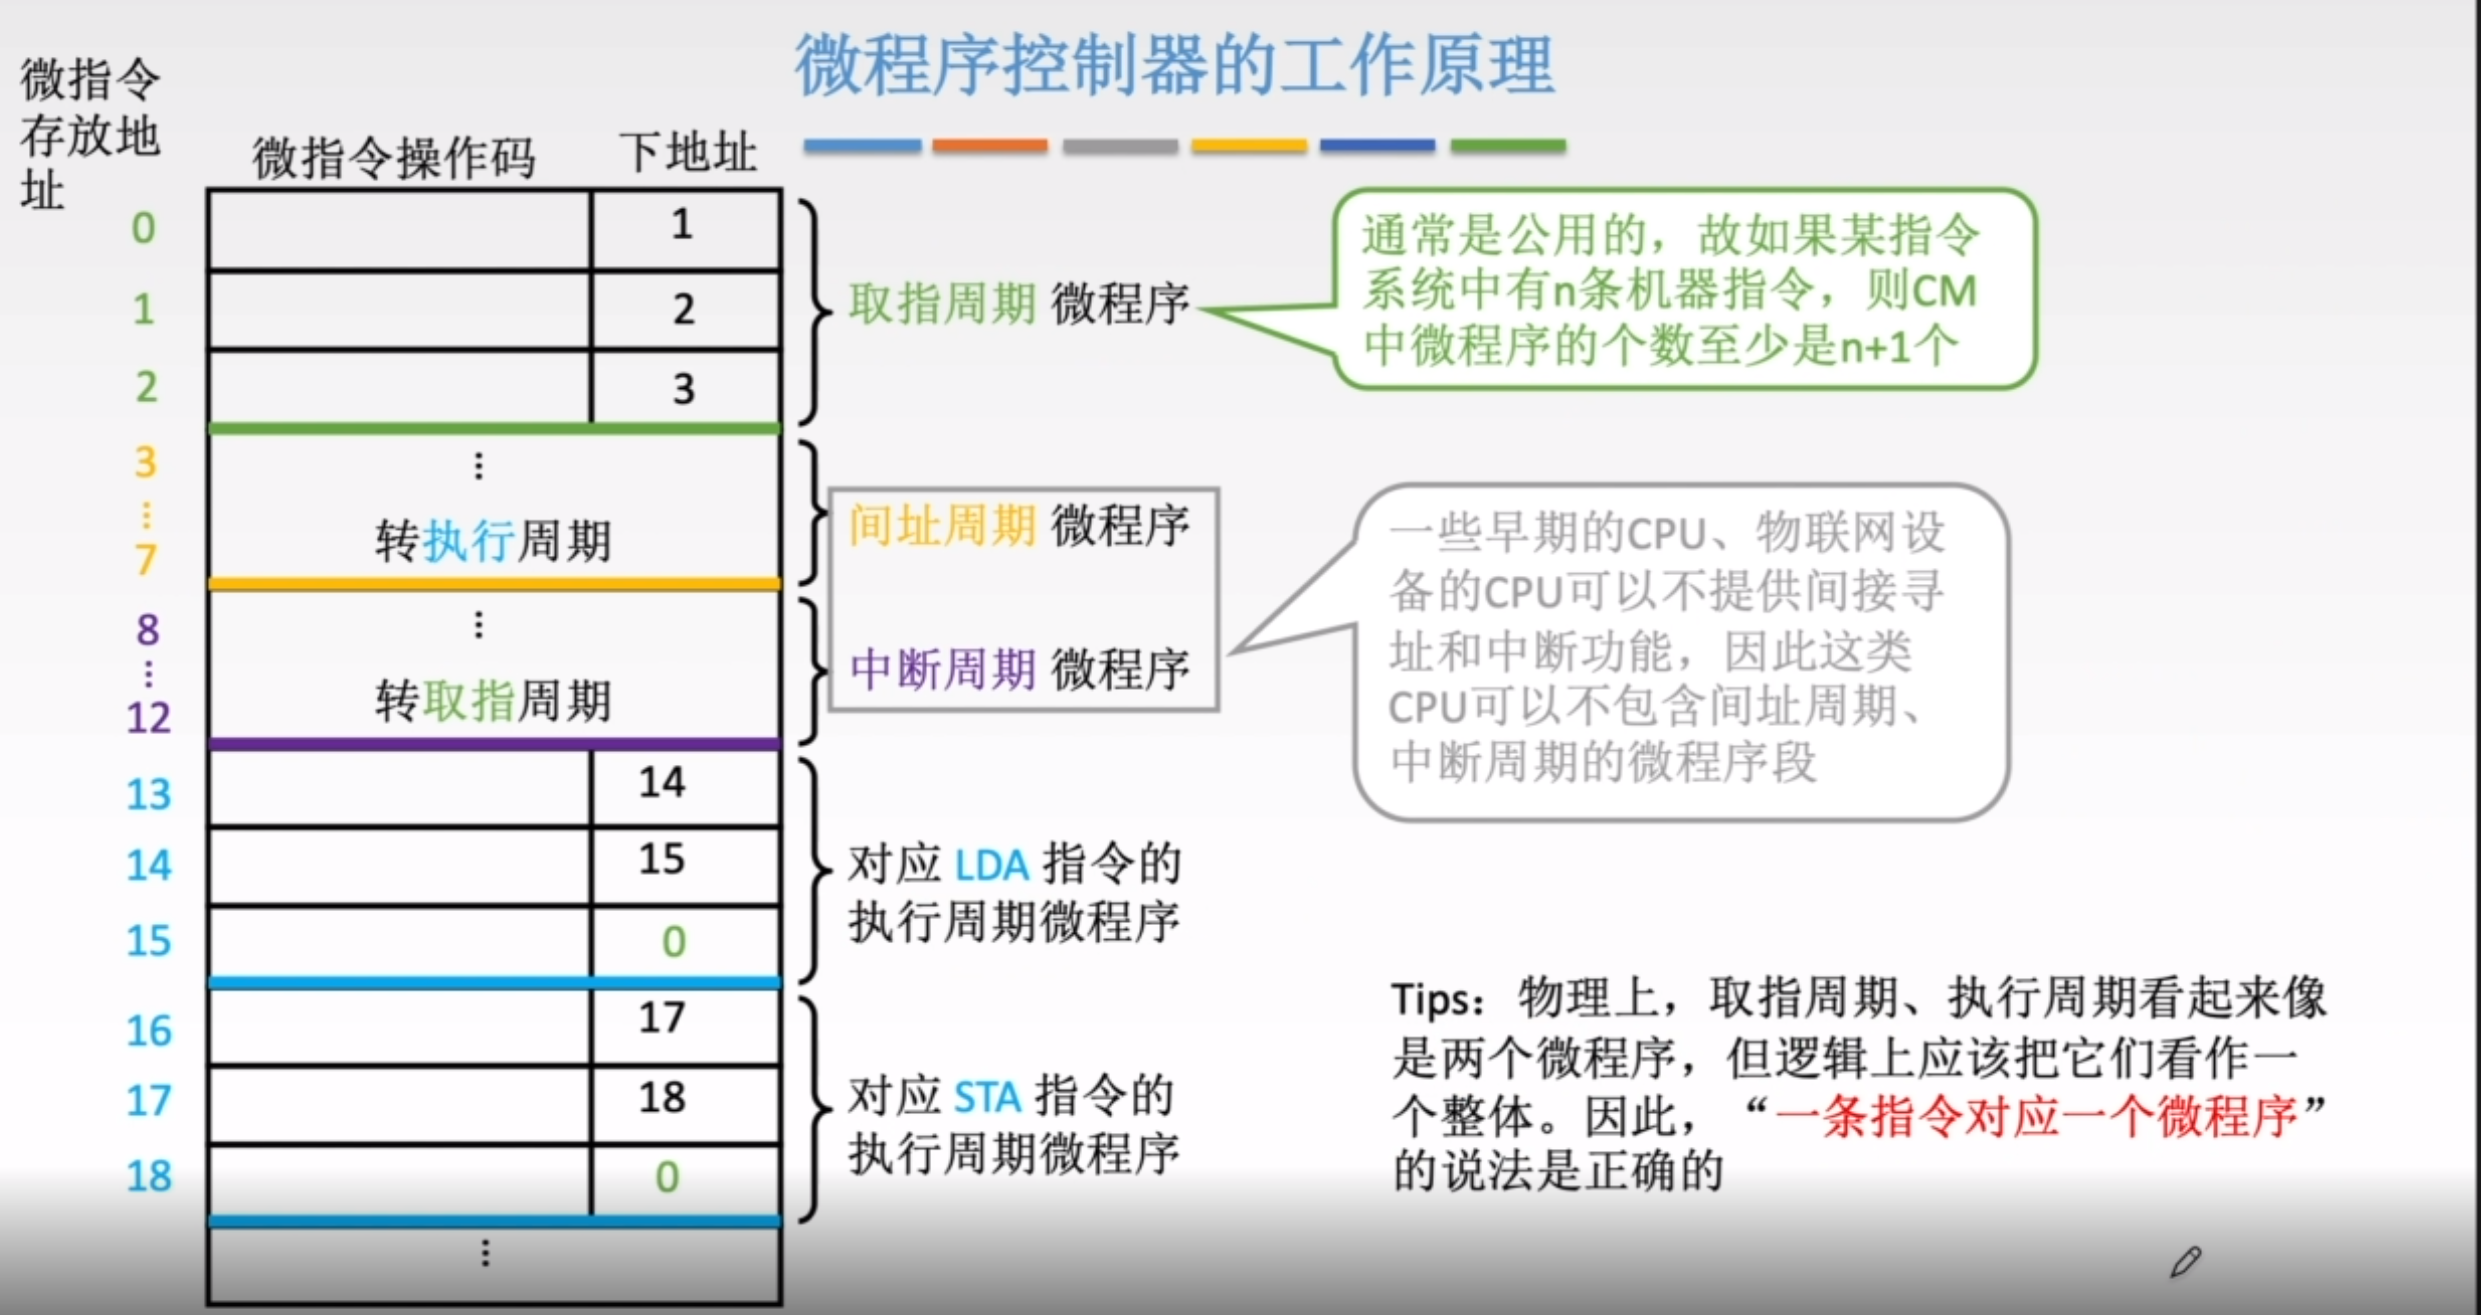 微程序控制器的工作原理
微指令
存放地
址
微指令操作码 下地址
0 1
1 2
2 3
取指周期 微程序
通常是公用的，故如果某指令
系统中有n条机器指令，则CM
中微程序的个数至少是n+1个
3
⋮ ⋮
7 转执行周期
间址周期 微程序
8 ⋮
⋮
12 转取指周期
中断周期 微程序
一些早期的CPU、物联网设
备的CPU可以不提供间接寻
址和中断功能，因此这类
CPU可以不包含间址周期、
中断周期的微程序段
13 14
14 15
15 0
对应 LDA 指令的
执行周期微程序
16 17
17 18
18 0
对应 STA 指令的
执行周期微程序
⋮
Tips：物理上，取指周期、执行周期看起来像
是两个微程序，但逻辑上应该把它们看作一
个整体。因此，“一条指令对应一个微程序”
的说法是正确的